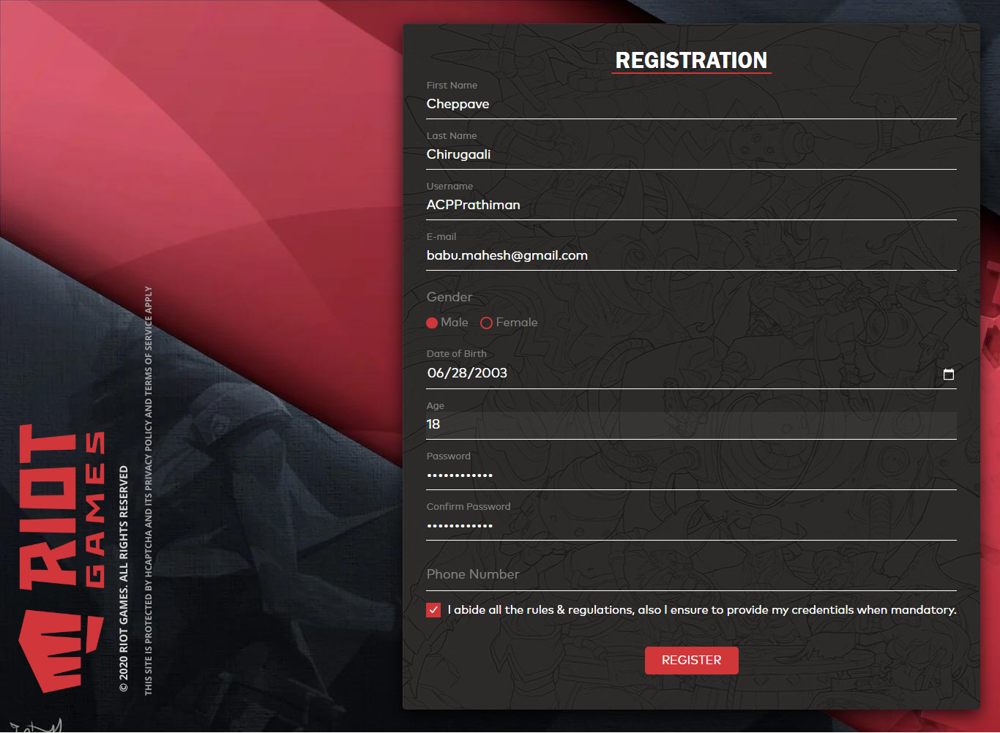 REGISTRATION
First Name
Cheppave
Last Name
Chirugaali
Username
ACPPrathiman
E-mail
babu.mahesh@gmail.com
Gender
Male Female
Date of Birth
06/28/2003
Age
18
Password
••••••••••••
Confirm Password
••••••••••••
Phone Number
I abide all the rules & regulations, also I ensure to provide my credentials when mandatory.
REGISTER
RIOT
GAMES
© 2020 RIOT GAMES. ALL RIGHTS RESERVED
THIS SITE IS PROTECTED BY HCAPTCHA AND ITS PRIVACY POLICY AND TERMS OF SERVICE APPLY